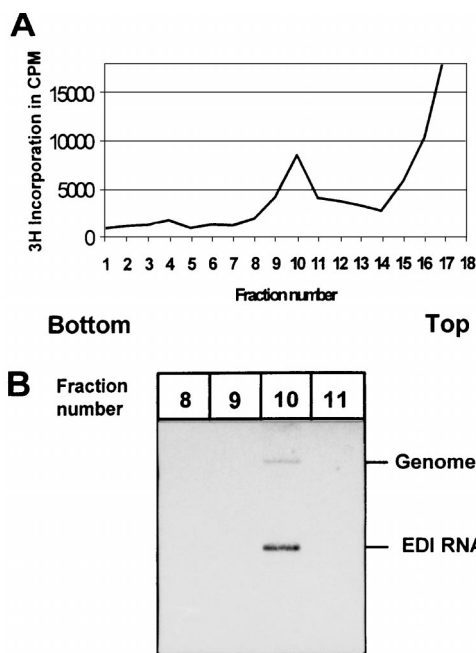 A
3H Incorporation in CPM
15000
10000
5000
0
1 2 3 4 5 6 7 8 9 10 11 12 13 14 15 16 17 18
Fraction number
Bottom Top
B
Fraction number 8 9 10 11
Genome
EDI RNA